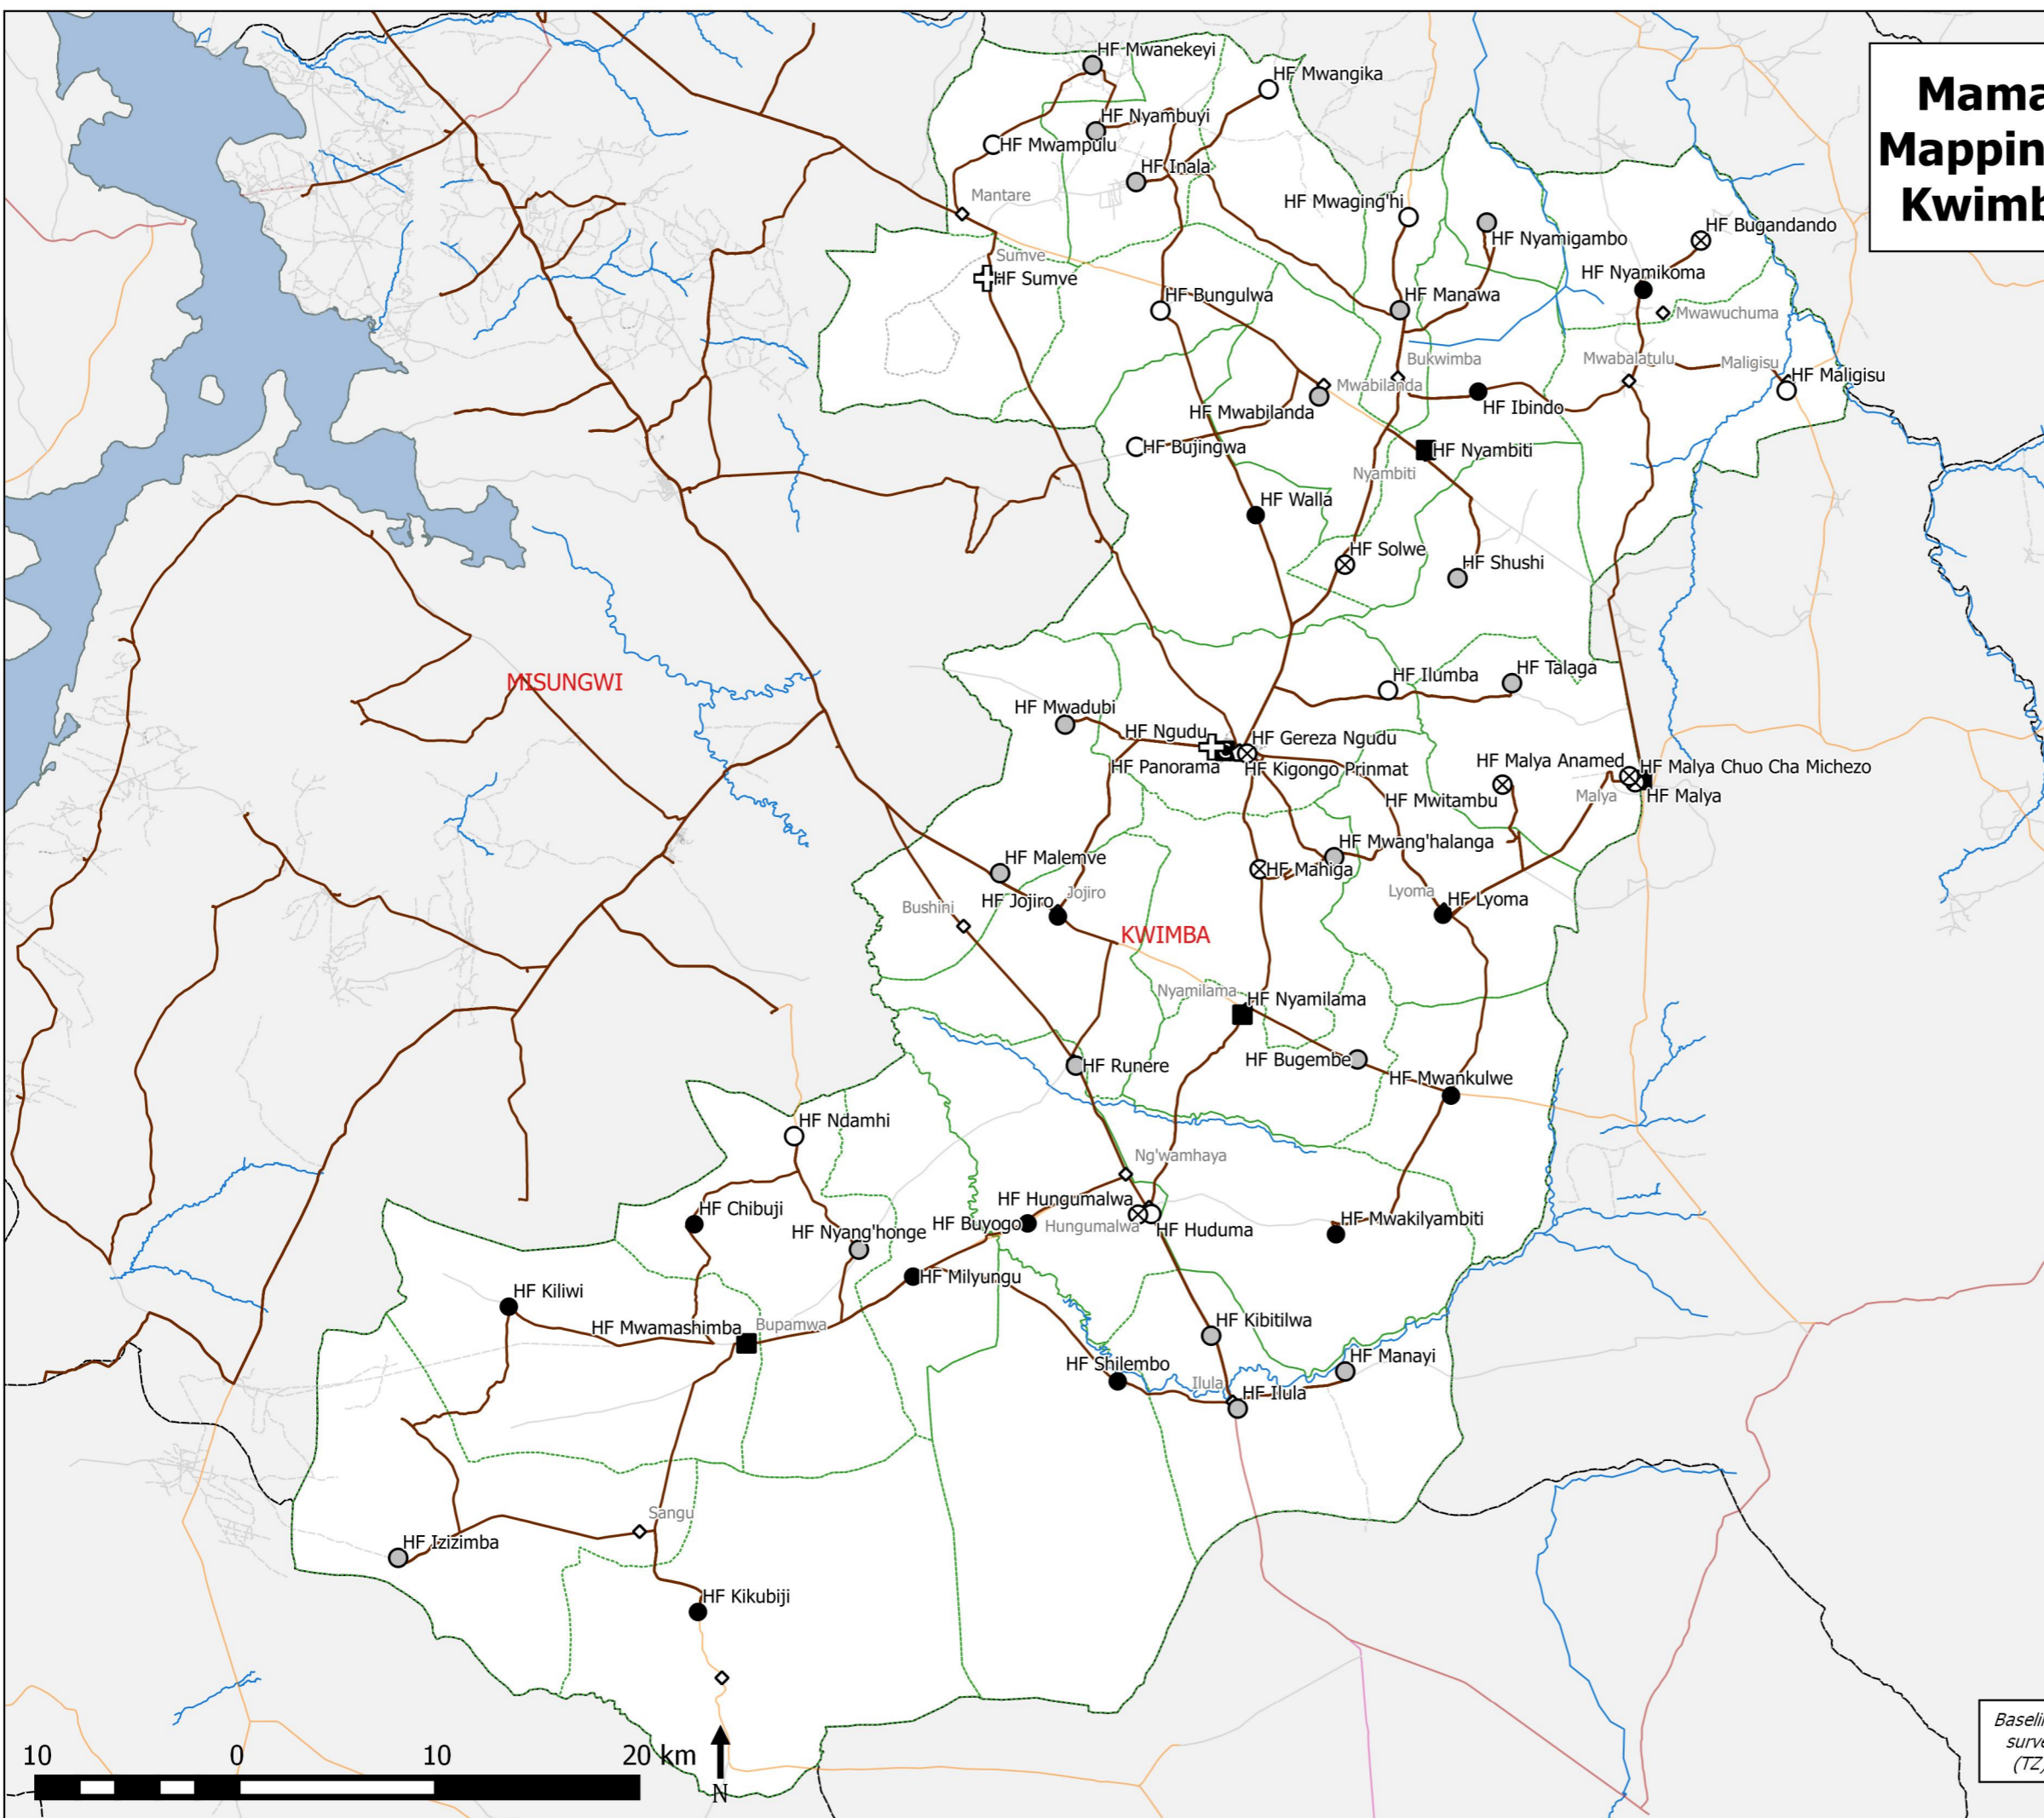 HF Mwanekeyi
HF Mwangika
Mama
Mappin
Kwimb
HF Nyambuyi
HF Mwampulu
HF Inala
Mantare
HF Mwaging'hi
HF Bugandando
HF Nyamigambo
Sumve
HF Sumve
HF Nyamikoma
HF Bungulwa
HF Manawa
Mwawuchuma
Bukwimba
Mwabalatulu
Maligisu
HF Maligisu
Mwabilanda
HF Mwabilanda
HF Ibindo
HF Bujingwa
HF Nyambiti
Nyambiti
HF Walla
HF Solwe
HF Shushi
MISUNGWI
HF Ilumba
HF Talaga
HF Mwadubi
HF Ngudu
HF Gereza Ngudu
HF Panorama
HF Kigongo Prinmat
HF Malya Anamed
HF Malya Chuo Cha Michezo
HF Mwitambu
Malya
HF Malya
HF Mwang'halanga
HF Malemve
HF Mahiga
Jojiro
HF Jojiro
Bushini
Lyoma
HF Lyoma
KWIMBA
Nyamilama
HF Nyamilama
HF Runere
HF Bugembe
HF Mwankulwe
HF Ndamhi
Ng'wamhaya
HF Hungumalwa
HF Chibuji
HF Buyogo
Hungumalwa
HF Huduma
HF Mwakilyambiti
HF Nyang'honge
HF Milyungu
HF Kiliwi
HF Mwamashimba
Bupamwa
HF Kibitilwa
HF Manayi
HF Shilembo
Ilula
HF Ilula
Sangu
HF Izizimba
HF Kikubiji
10 0 10 20 km
N
Baselin
surve
(TZ)